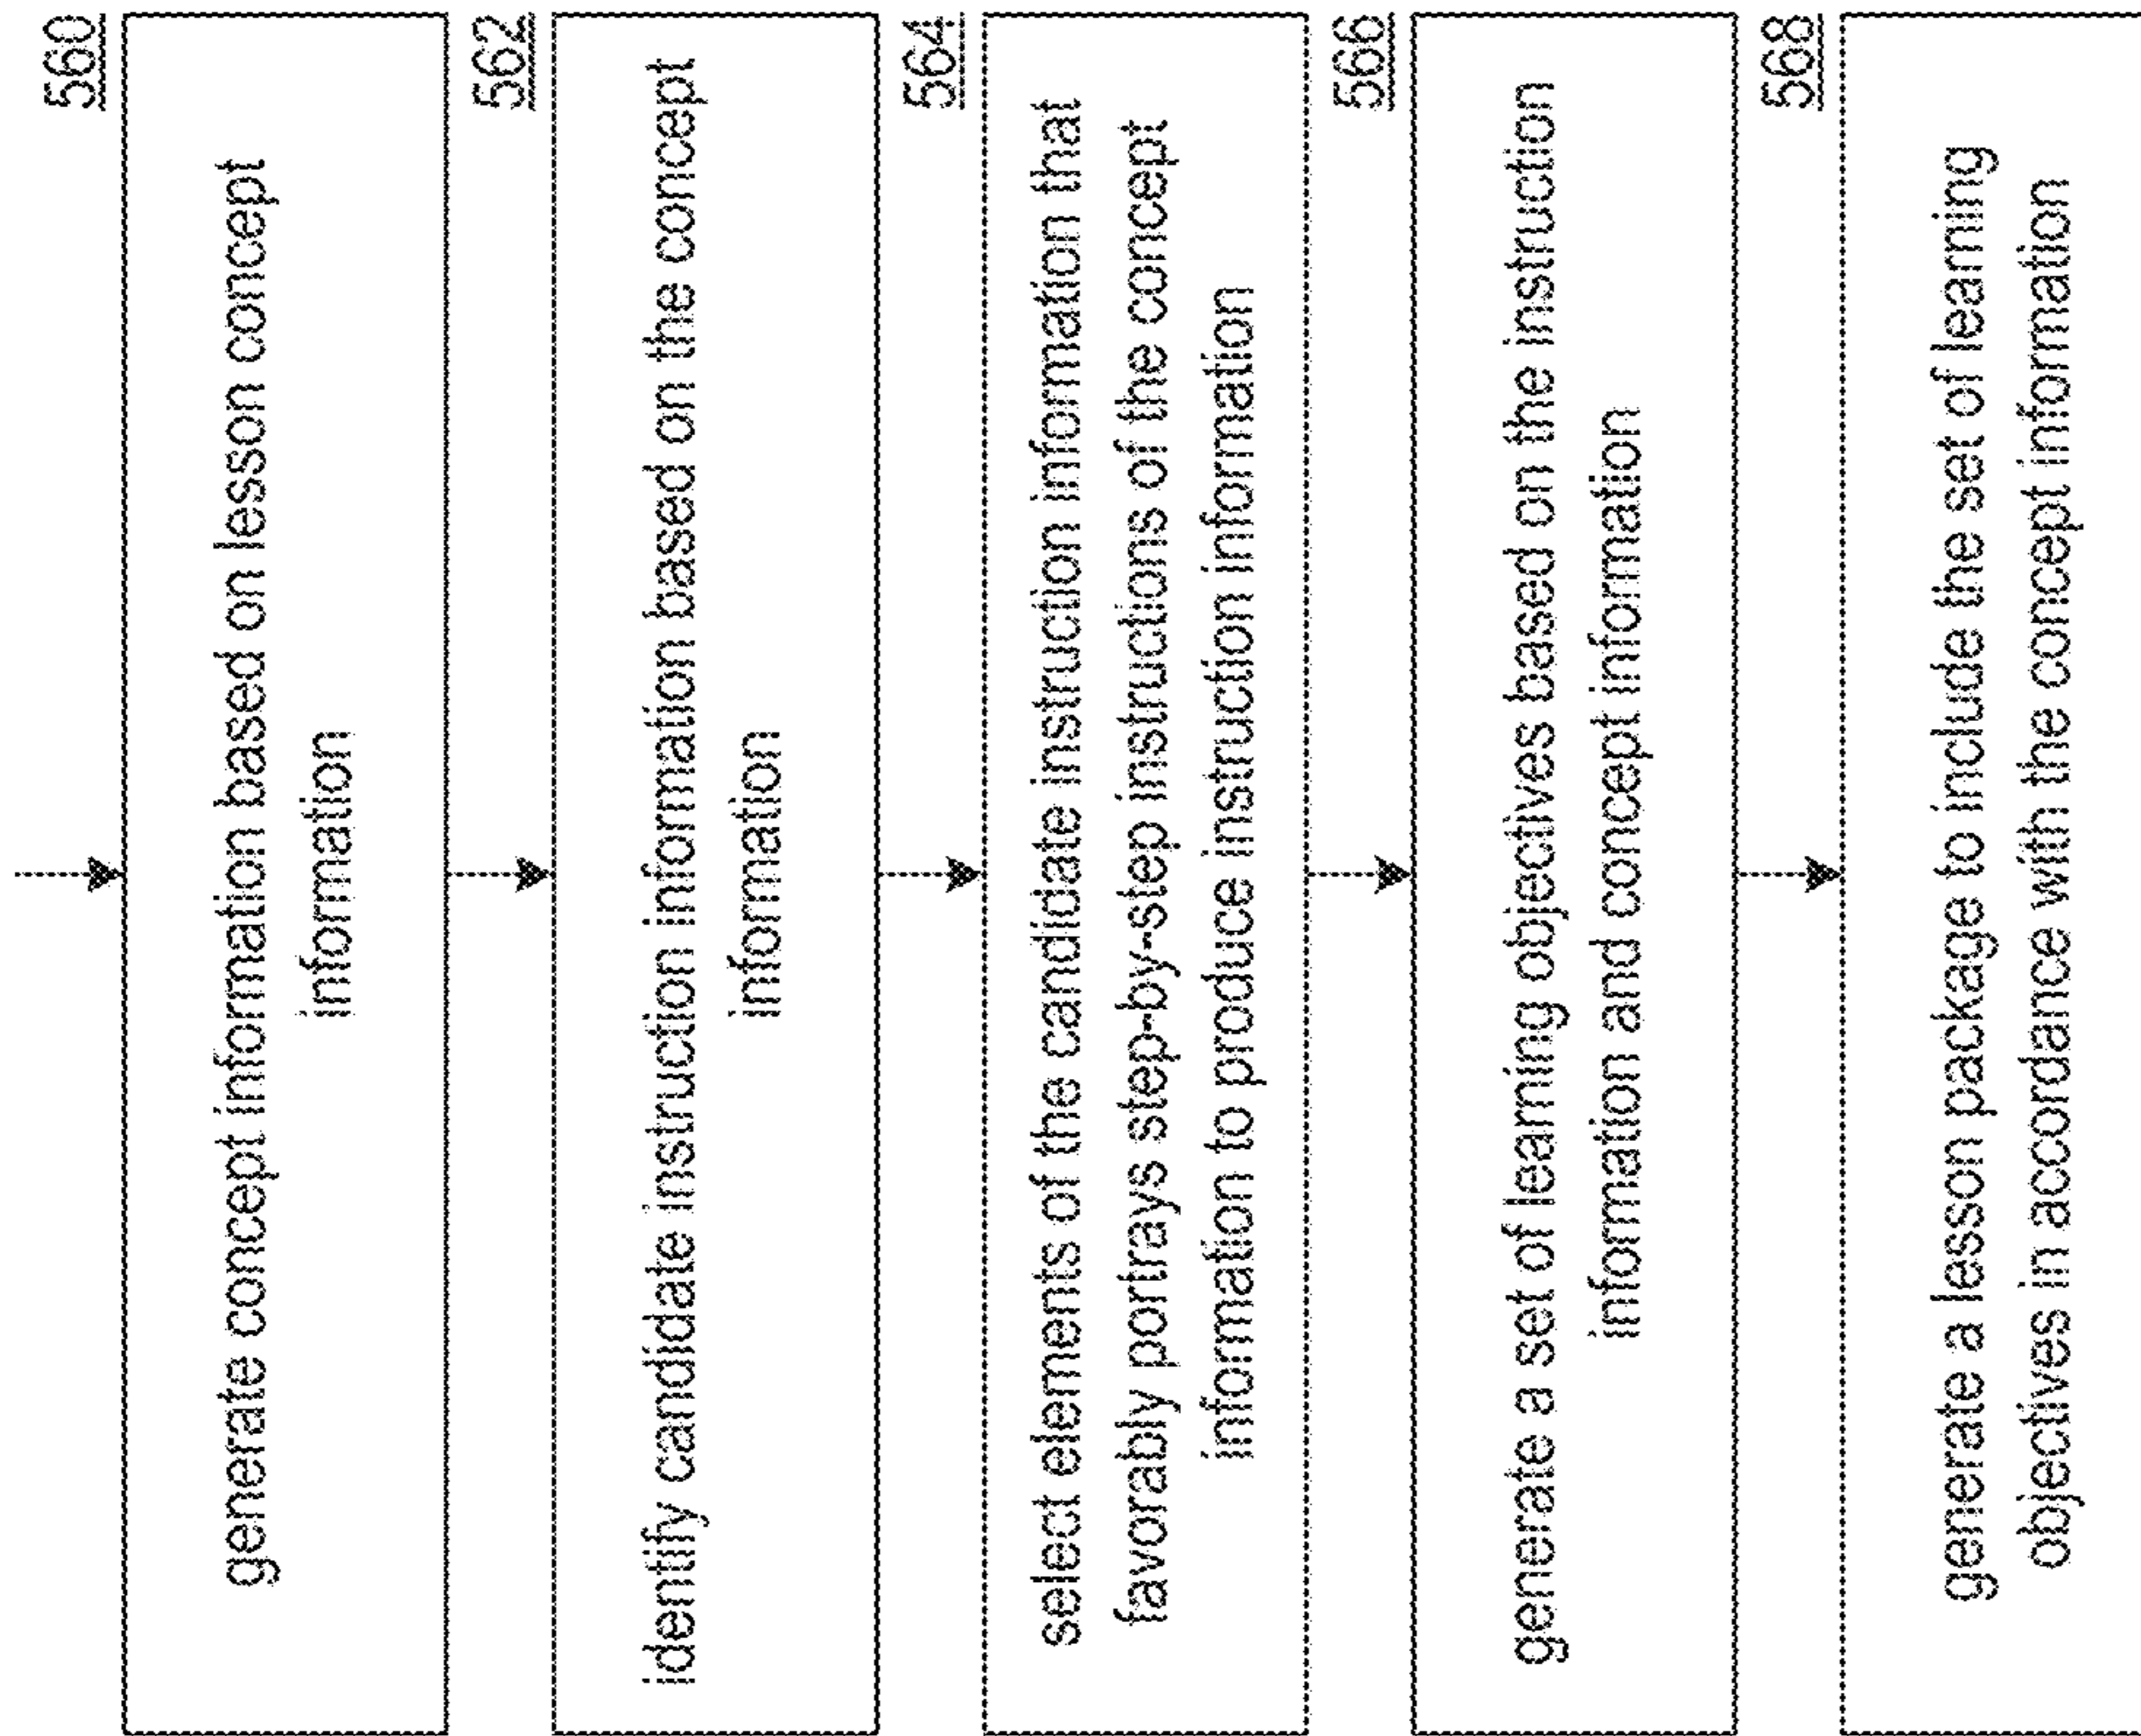 560
generate concept information based on lesson concept
information
562
identify candidate instruction information based on the concept
information
564
select elements of the candidate instruction information that
favorably portrays step-by-step instructions of the concept
information to produce instruction information
566
generate a set of learning objectives based on the instruction
information and concept information
568
generate a lesson package to include the set of learning
objectives in accordance with the concept information